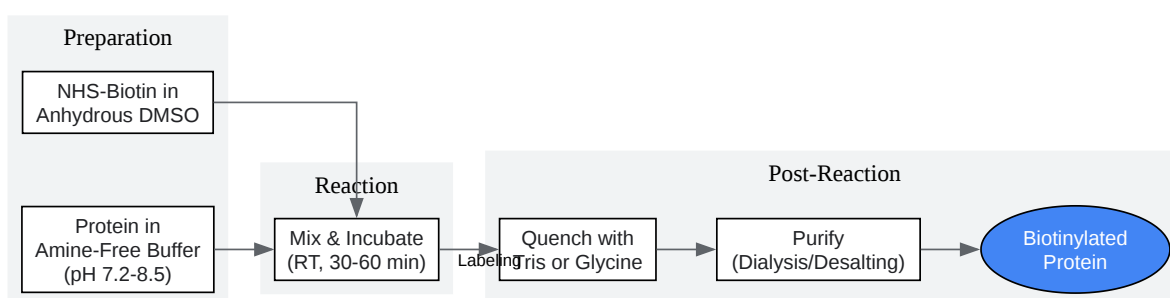 Preparation
NHS-Biotin in
Anhydrous DMSO
Protein in
Amine-Free Buffer
(pH 7.2-8.5)
Reaction
Mix & Incubate
(RT, 30-60 min)
Labeling
Post-Reaction
Quench with
Tris or Glycine
Purify
(Dialysis/Desalting)
Biotinylated
Protein